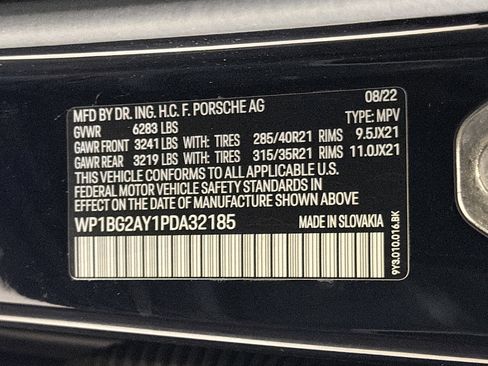 MFD BY DR. ING. H.C. F. PORSCHE AG 08/22
GVWR 6283 LBS TYPE: MPV
GAWR FRONT 3241 LBS WITH: TIRES 285/40R21 RIMS 9.5JX21
GAWR REAR 3219 LBS WITH: TIRES 315/35R21 RIMS 11.0JX21
THIS VEHICLE CONFORMS TO ALL APPLICABLE U.S.
FEDERAL MOTOR VEHICLE SAFETY STANDARDS IN
EFFECT ON THE DATE OF MANUFACTURE SHOWN ABOVE
WP1BG2AY1PDA32185 MADE IN SLOVAKIA
9Y3.010.016.BK